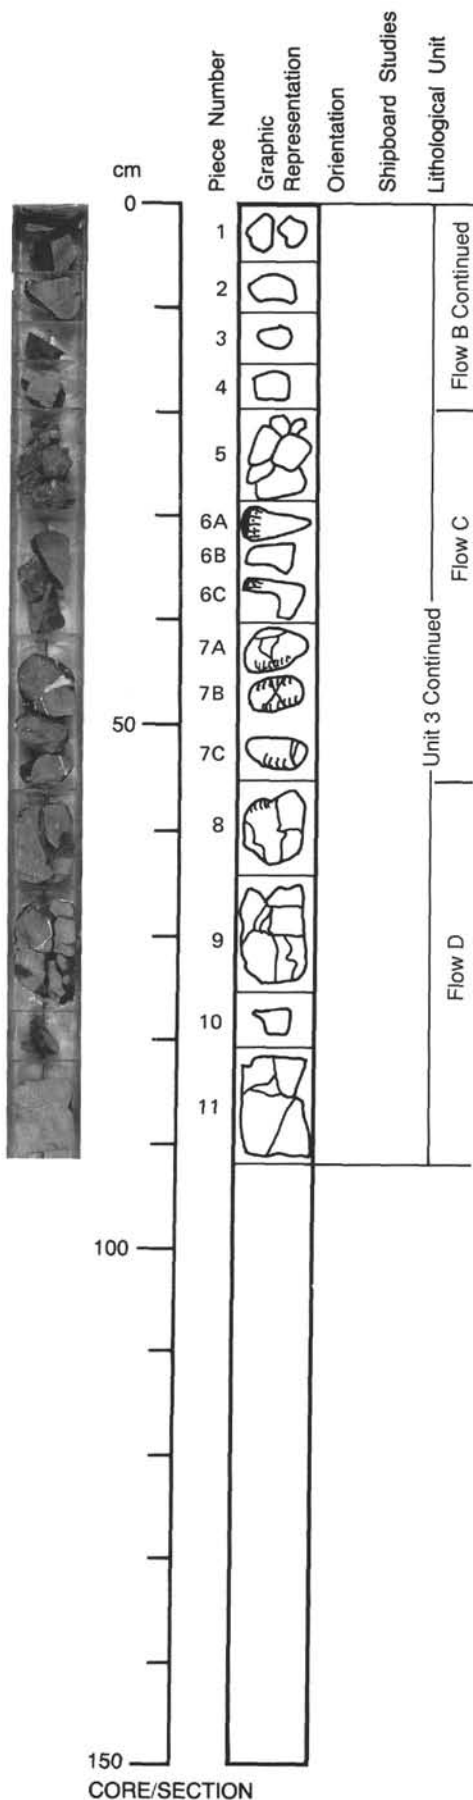 cm
Piece Number
Graphic
Representation
Orientation
Shipboard Studies
Lithological Unit
0
1
2
3
4
5
6A
6B
6C
7A
7B
7C
50
8
9
10
11
100
150
Flow B Continued
Flow C
Unit 3 Continued
Flow D
CORE/SECTION